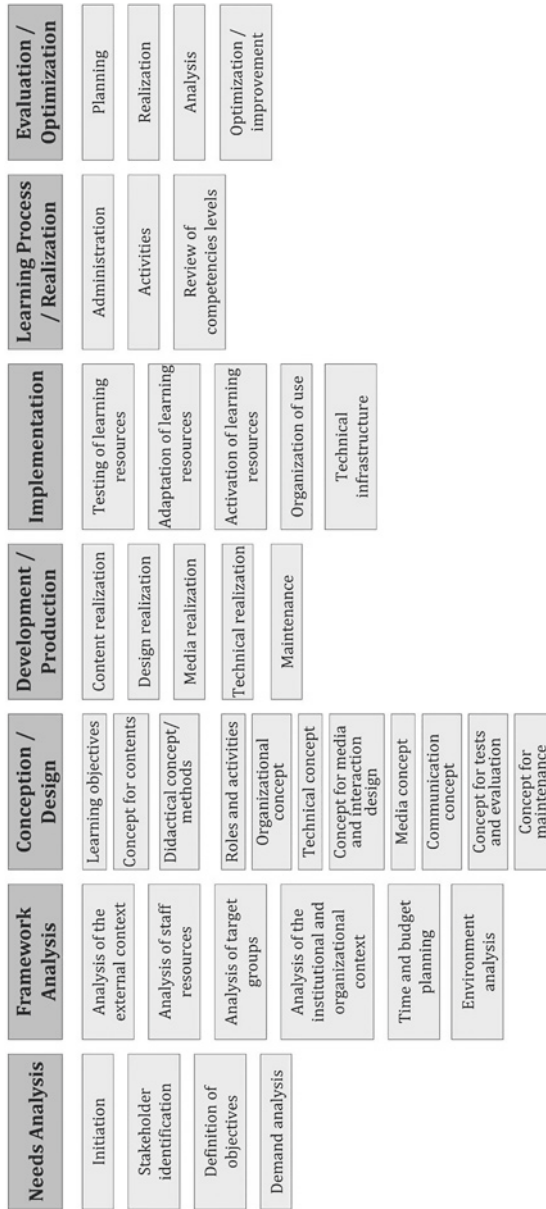 Needs Analysis
Initiation
Stakeholder
identification
Definition of
objectives
Demand analysis
Framework
Analysis
Analysis of the
external context
Analysis of staff
resources
Analysis of target
groups
Analysis of the
institutional and
organizational
context
Time and budget
planning
Environment
analysis
Conception /
Design
Learning objectives
Concept for contents
Didactical concept/
methods
Roles and activities
Organizational
concept
Technical concept
Concept for media
and interaction
design
Media concept
Communication
concept
Concept for tests
and evaluation
Concept for
maintenance
Development /
Production
Content realization
Design realization
Media realization
Technical realization
Maintenance
Implementation
Testing of learning
resources
Adaptation of learning
resources
Activation of learning
resources
Organization of use
Technical
infrastructure
Learning Process
/ Realization
Administration
Activities
Review of
competencies levels
Evaluation /
Optimization
Planning
Realization
Analysis
Optimization /
improvement